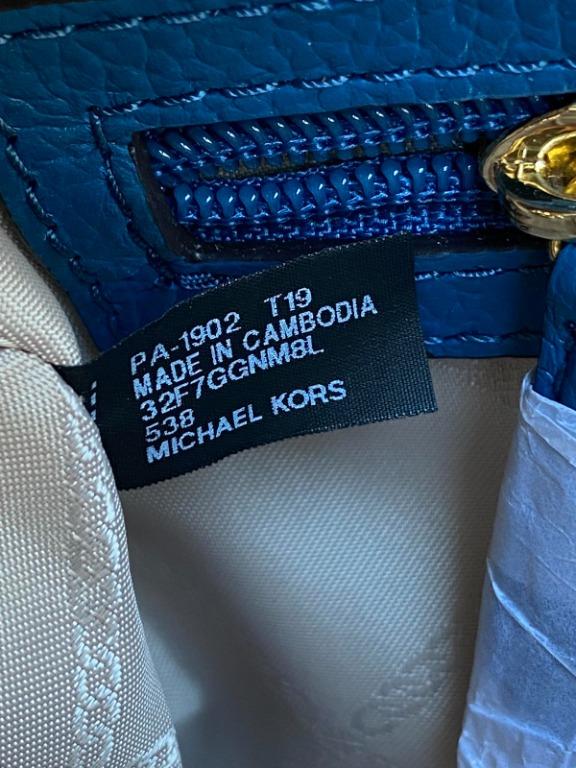 PA-1902 T19
MADE IN CAMBODIA
32F7GGNM8L
538
MICHAEL KORS